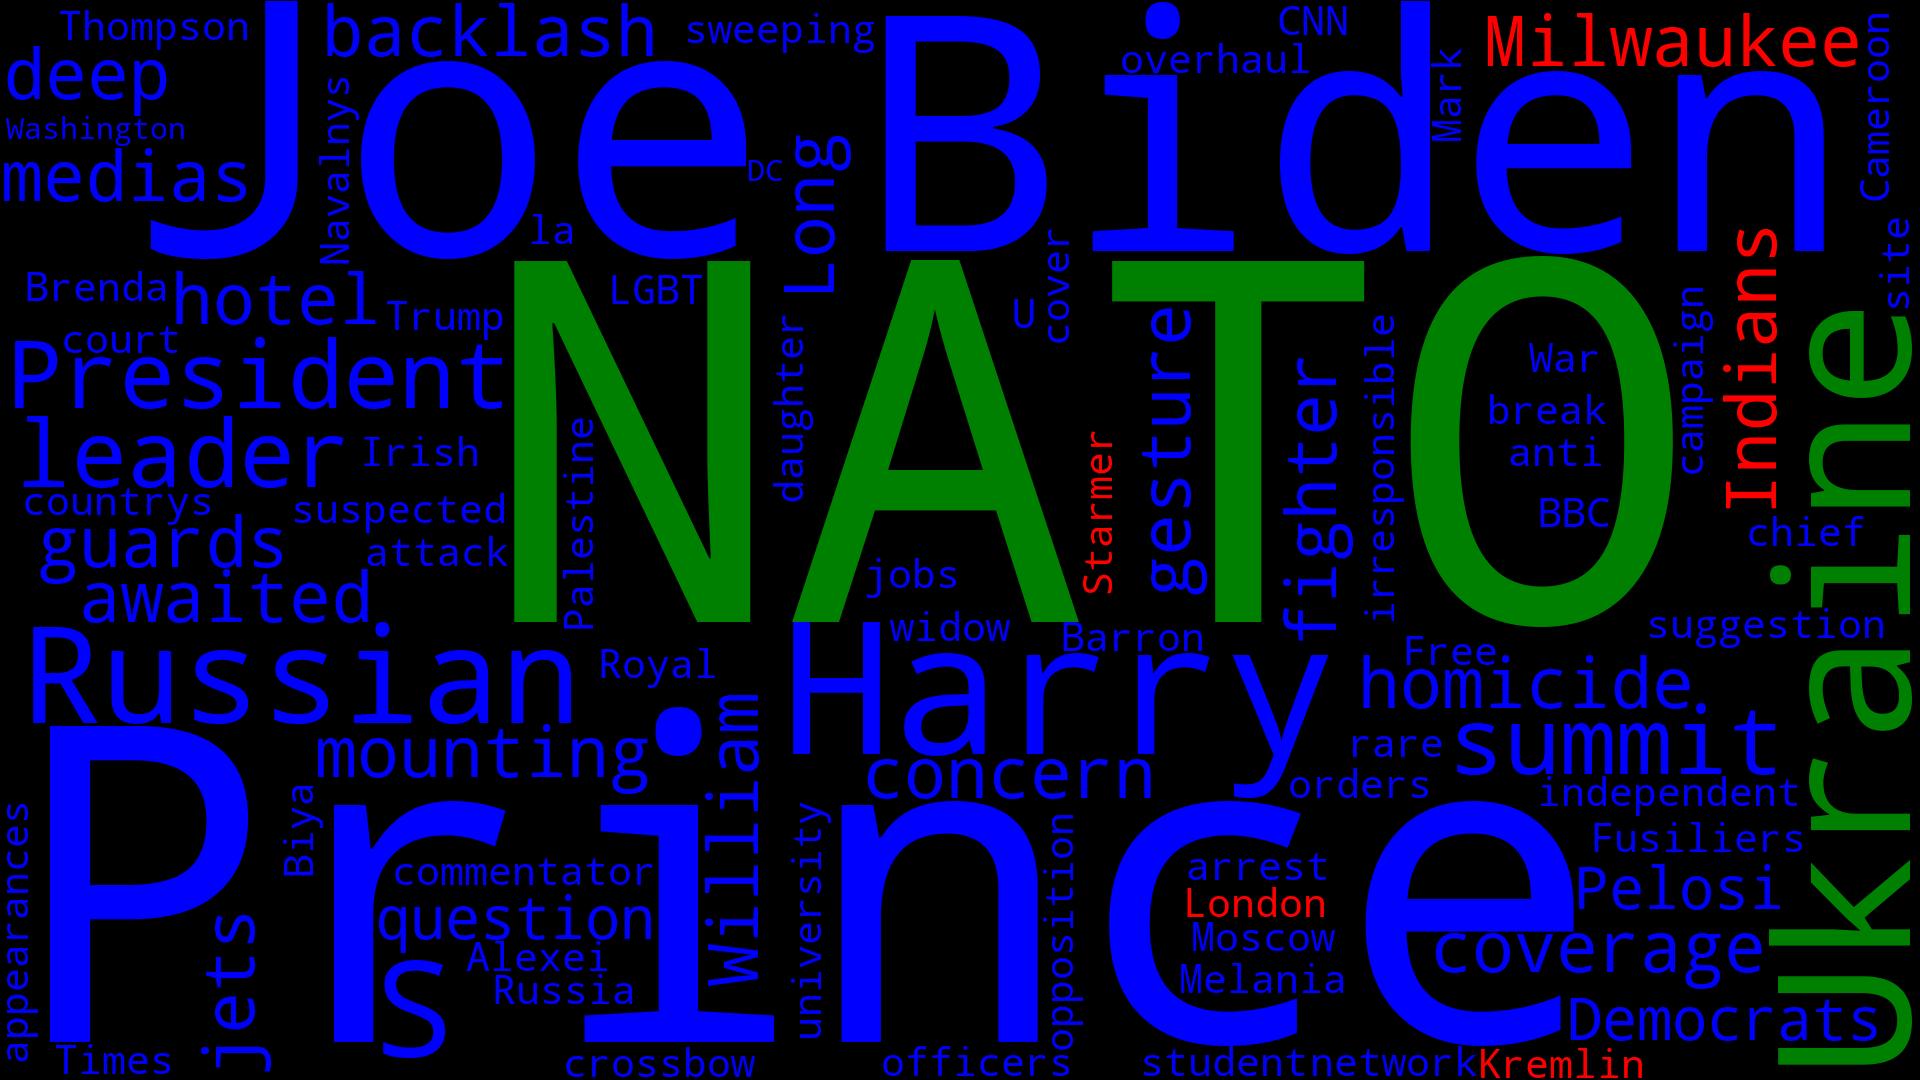 Thompson
backlash
sweeping
CNN
Milwaukee
Joe Biden
overhaul
deep
Mark
Cameroon
Washington
Navalnys
medias
DC
Long
la
Indians
site
Brenda
hotel
Trump
LGBT
NATO
U
cover
court
President
daughter
gesture
fighter
irresponsible
War
break
anti
BBC
campaign
Ukraine
leader
Irish
Palestine
Starmer
countrys
suspected
guards
attack
chief
awaited
jobs
widow
Barron
suggestion
Russian
Royal
Harry
Free
homicide
William
mounting
concern
rare
summit
orders
independent
Prince
Biya
appearances
university
opposition
Fusiliers
commentator
arrest
Pelosi
question
London
Moscow
coverage
jets
s
Alexei
Russia
Melania
Democrats
Times
crossbow
officers
studentnetwork
Kremlin